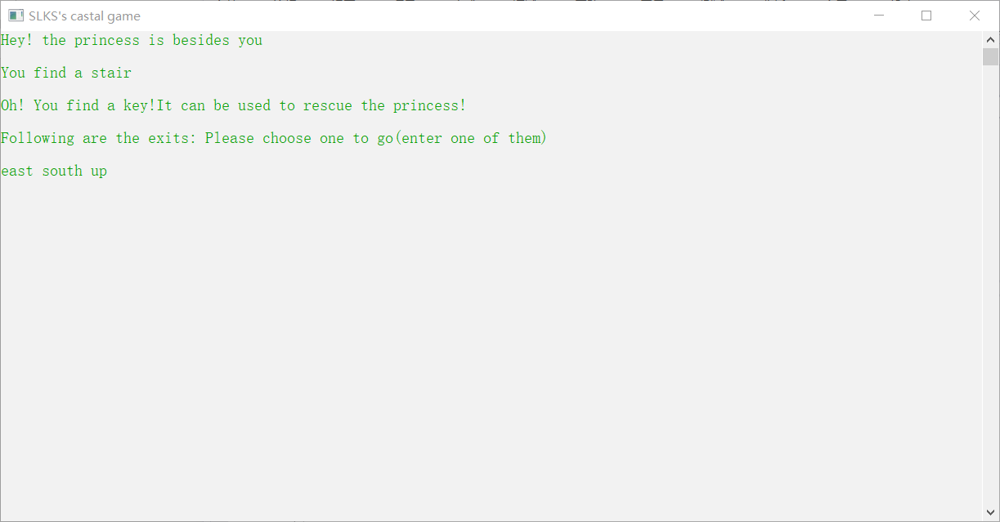 SLKS's castal game
Hey! the princess is besides you
You find a stair
Oh! You find a key!It can be used to rescue the princess!
Following are the exits: Please choose one to go(enter one of them)
east south up